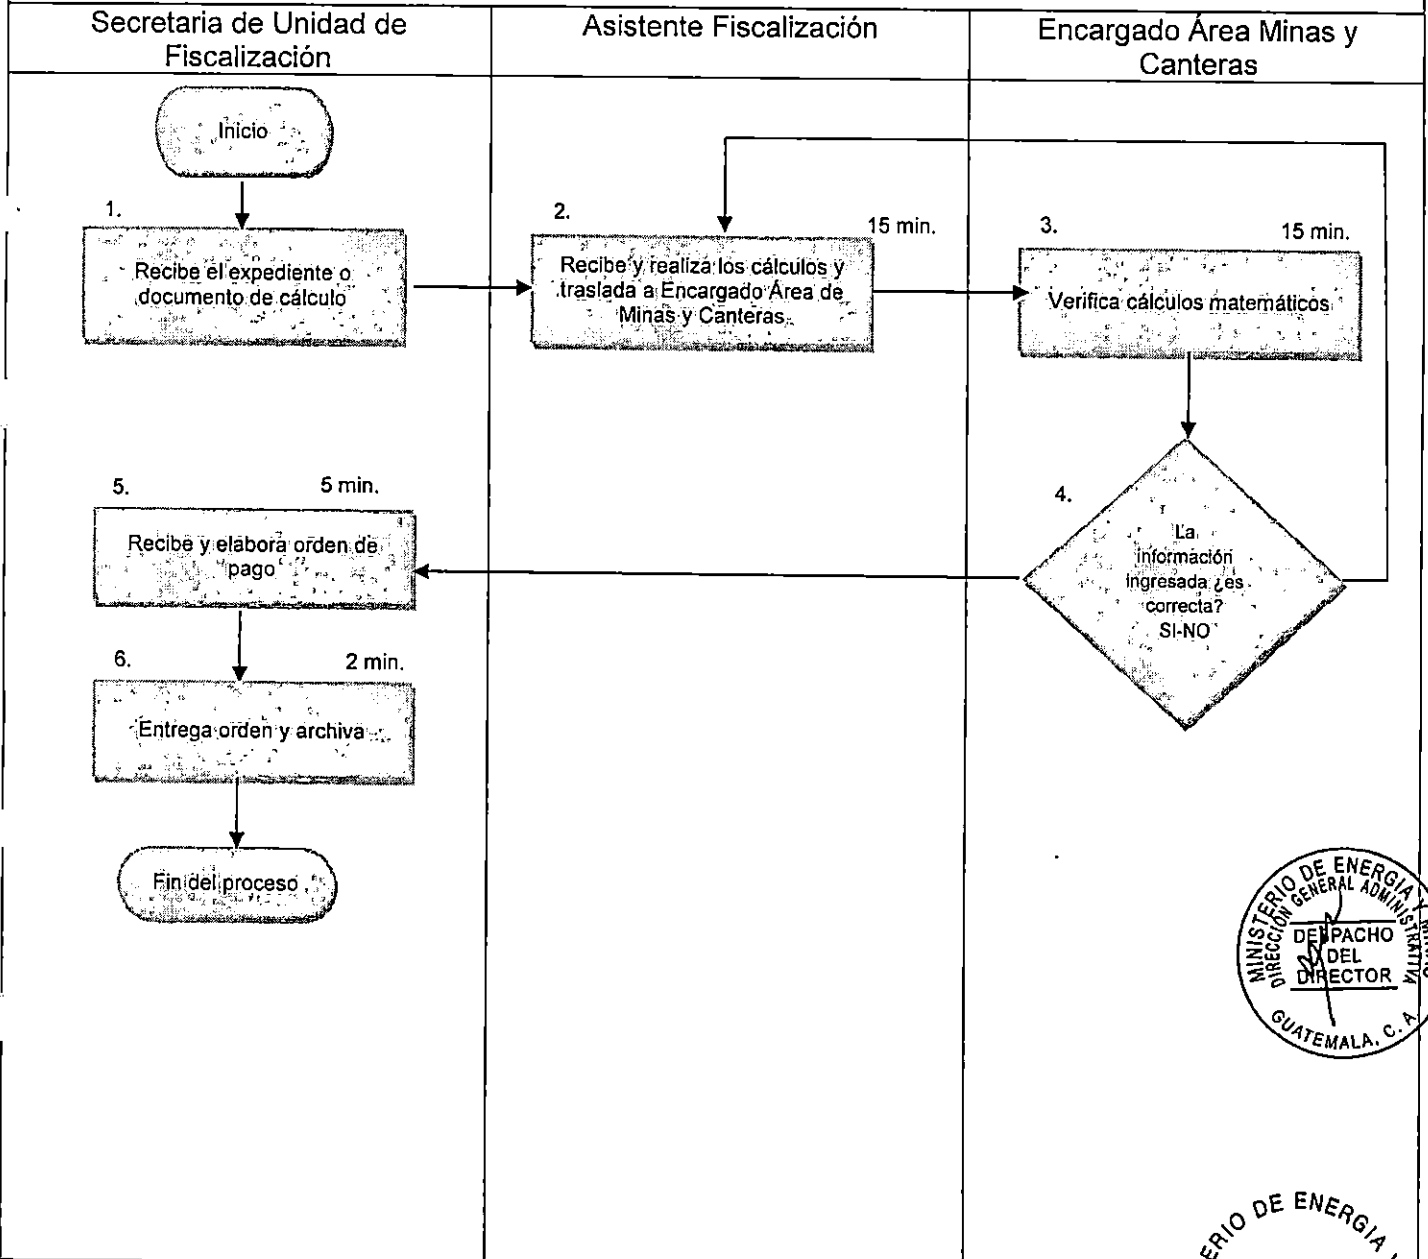 Secretaria de Unidad de
Fiscalización
Asistente Fiscalización
Encargado Área Minas y
Canteras
Inicio
1.
Recibe el expediente o
documento de cálculo
2.
15 min.
Recibe y realiza los cálculos y
traslada a Encargado Área de
Minas y Canteras
3.
15 min.
Verifica cálculos matemáticos
4.
La
información
ingresada ¿es
correcta?
SI-NO
5.
5 min.
Recibe y elabora orden de
pago
6.
2 min.
Entrega orden y archiva
Fin del proceso
MINISTERIO DE ENERGIA Y
DIRECCIÓN GENERAL ADMINISTRATIVA
DESPACHO
DEL
DIRECTOR
GUATEMALA, C. A.
DE ENERGIA